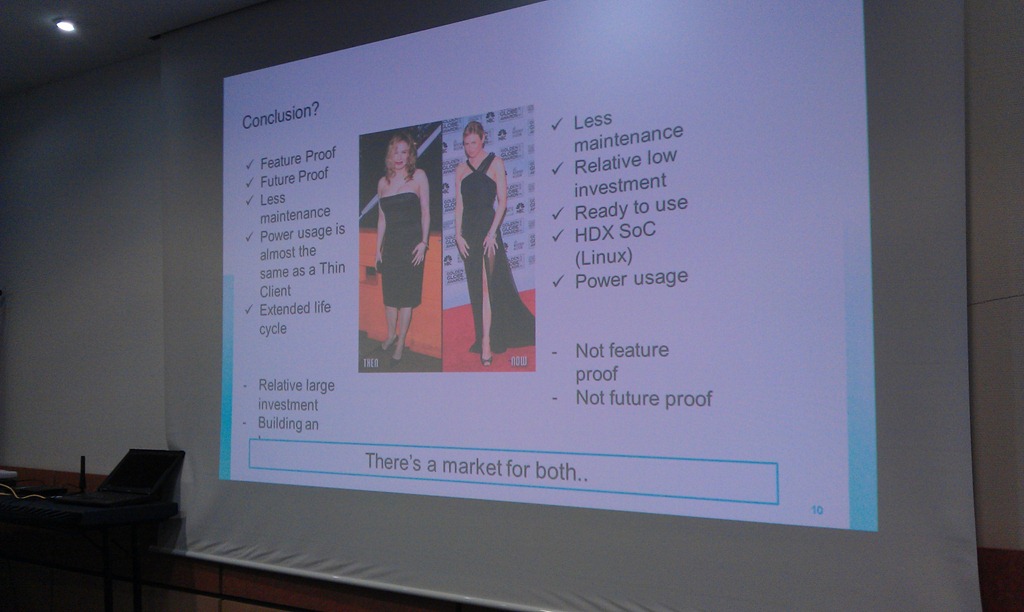 Conclusion?
✓ Feature Proof
✓ Future Proof
✓ Less
maintenance
✓ Power usage is
almost the
same as a Thin
Client
✓ Extended life
cycle
- Relative large
investment
- Building an
THEN
NOW
✓ Less
maintenance
✓ Relative low
investment
✓ Ready to use
✓ HDX SoC
(Linux)
✓ Power usage
- Not feature
proof
- Not future proof
There's a market for both..
10